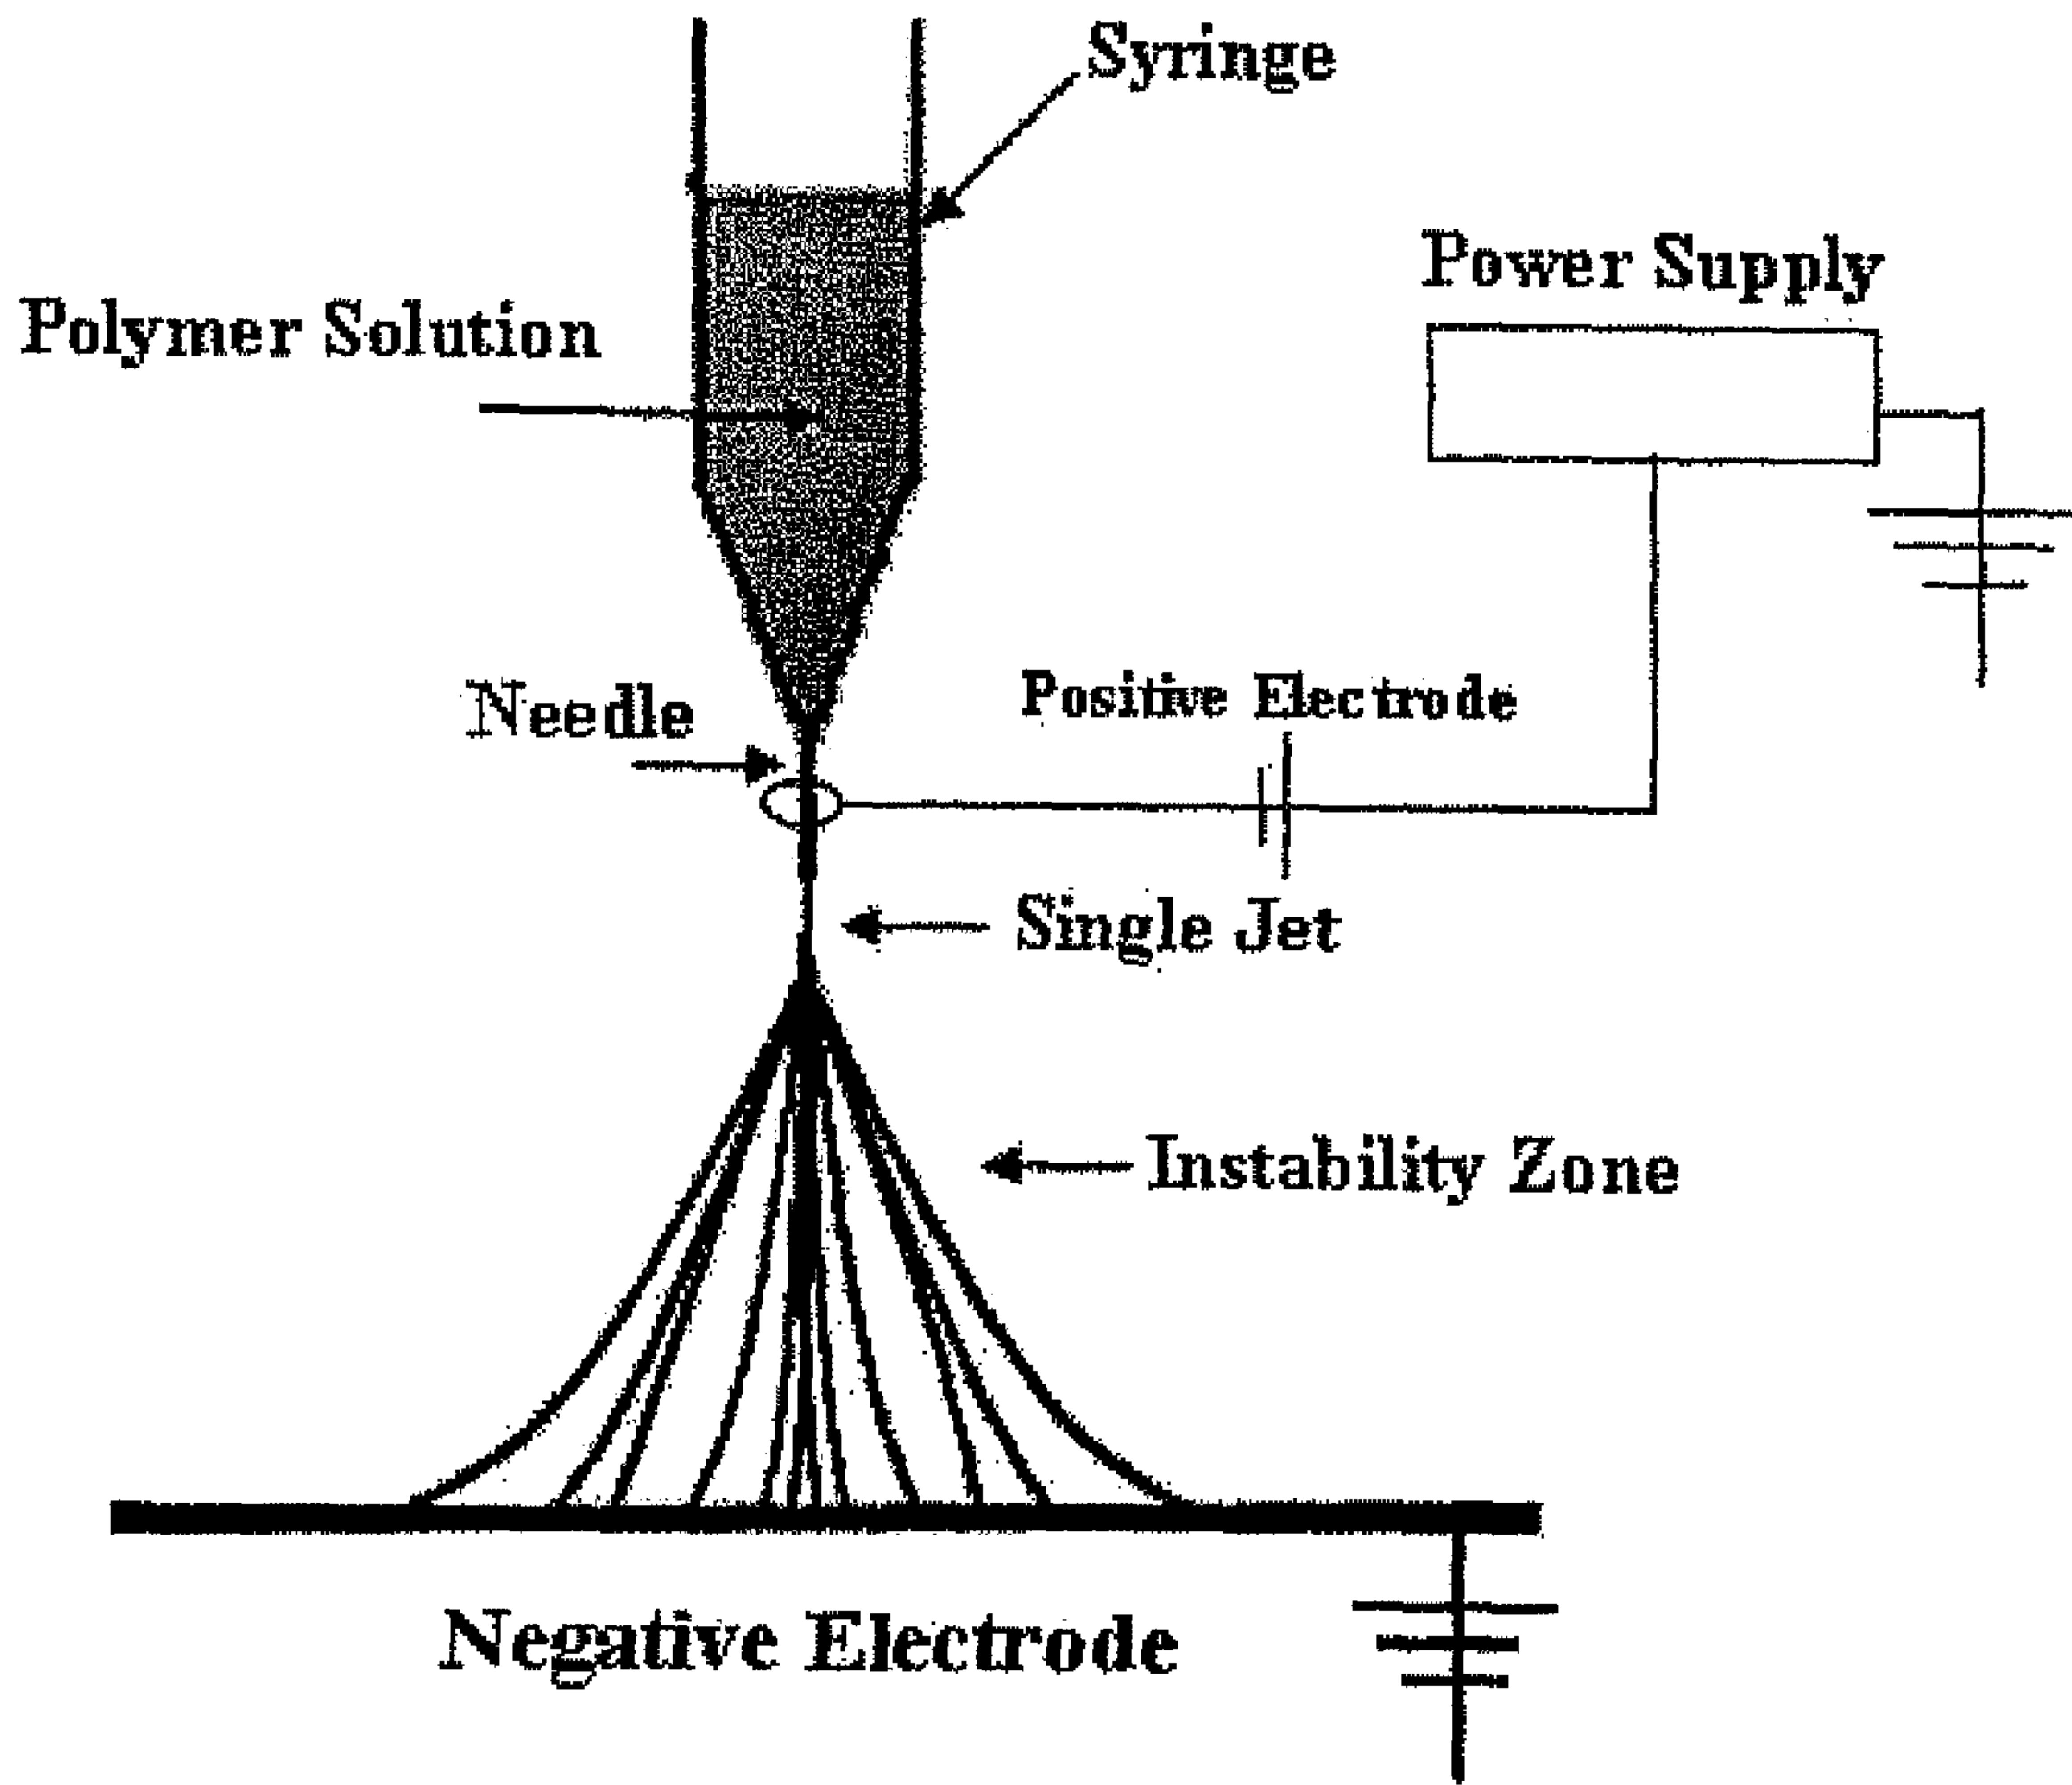 Syringe
Power Supply
Polymer Solution
Needle
Positive Electrode
Single Jet
Instability Zone
Negative Electrode